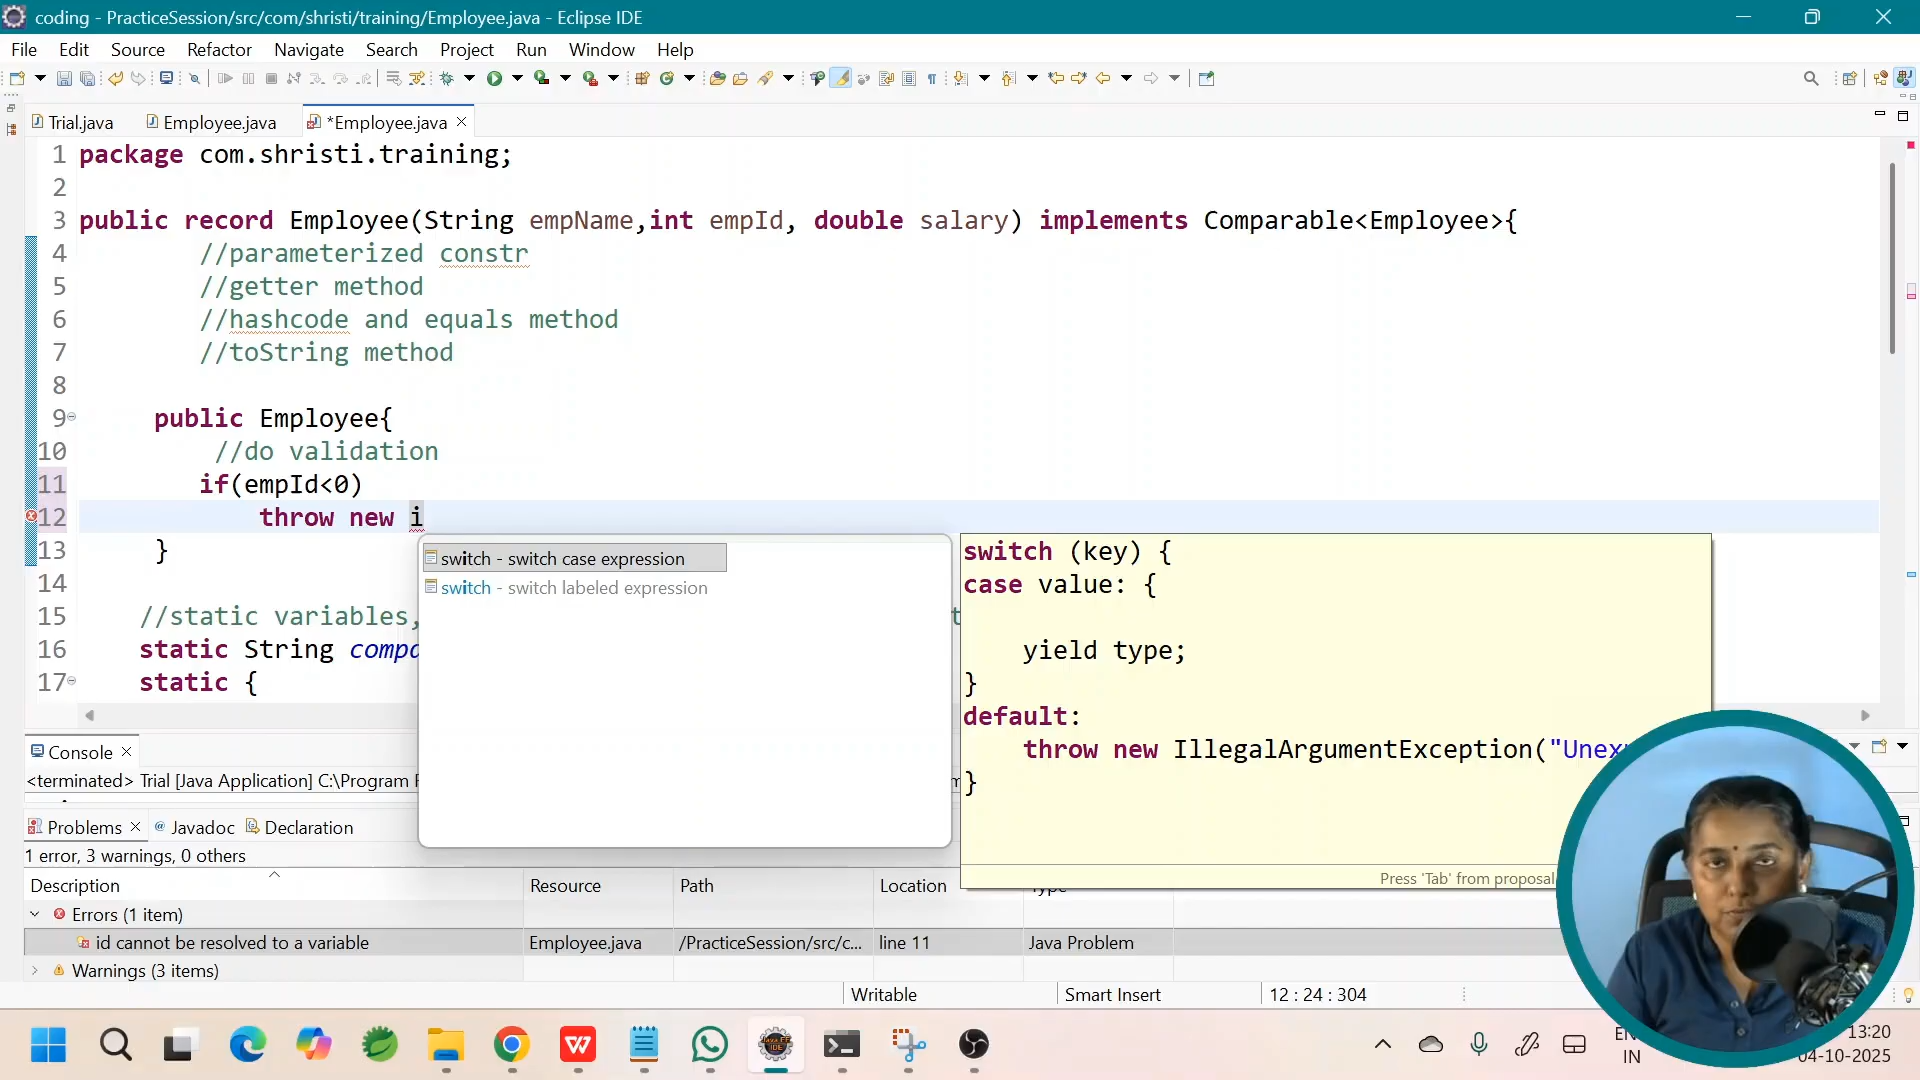 coding - PracticeSession/src/com/shristi/training/Employee.java - Eclipse IDE
File Edit Source Refactor Navigate Search Project Run Window Help
Trial.java Employee.java *Employee.java
1 package com.shristi.training;
2
3 public record Employee(String empName,int empId, double salary) implements Comparable<Employee>{
4 //parameterized constr
5 //getter method
6 //hashcode and equals method
7 //toString method
8
9 public Employee{
10 //do validation
11 if(empId<0)
12 throw new i
13 }
14
15 //static variables,
16 static String compa
17 static {
switch - switch case expression
switch - switch labeled expression
switch (key) {
case value: {
yield type;
}
default:
throw new IllegalArgumentException("Unex
}
Press 'Tab' from proposal
Console
<terminated> Trial [Java Application] C:\Program
Problems Javadoc Declaration
1 error, 3 warnings, 0 others
Description Resource Path Location Type
Errors (1 item)
id cannot be resolved to a variable Employee.java /PracticeSession/src/c... line 11 Java Problem
Warnings (3 items)
Writable Smart Insert 12 : 24 : 304
IN
13:20
04-10-2025